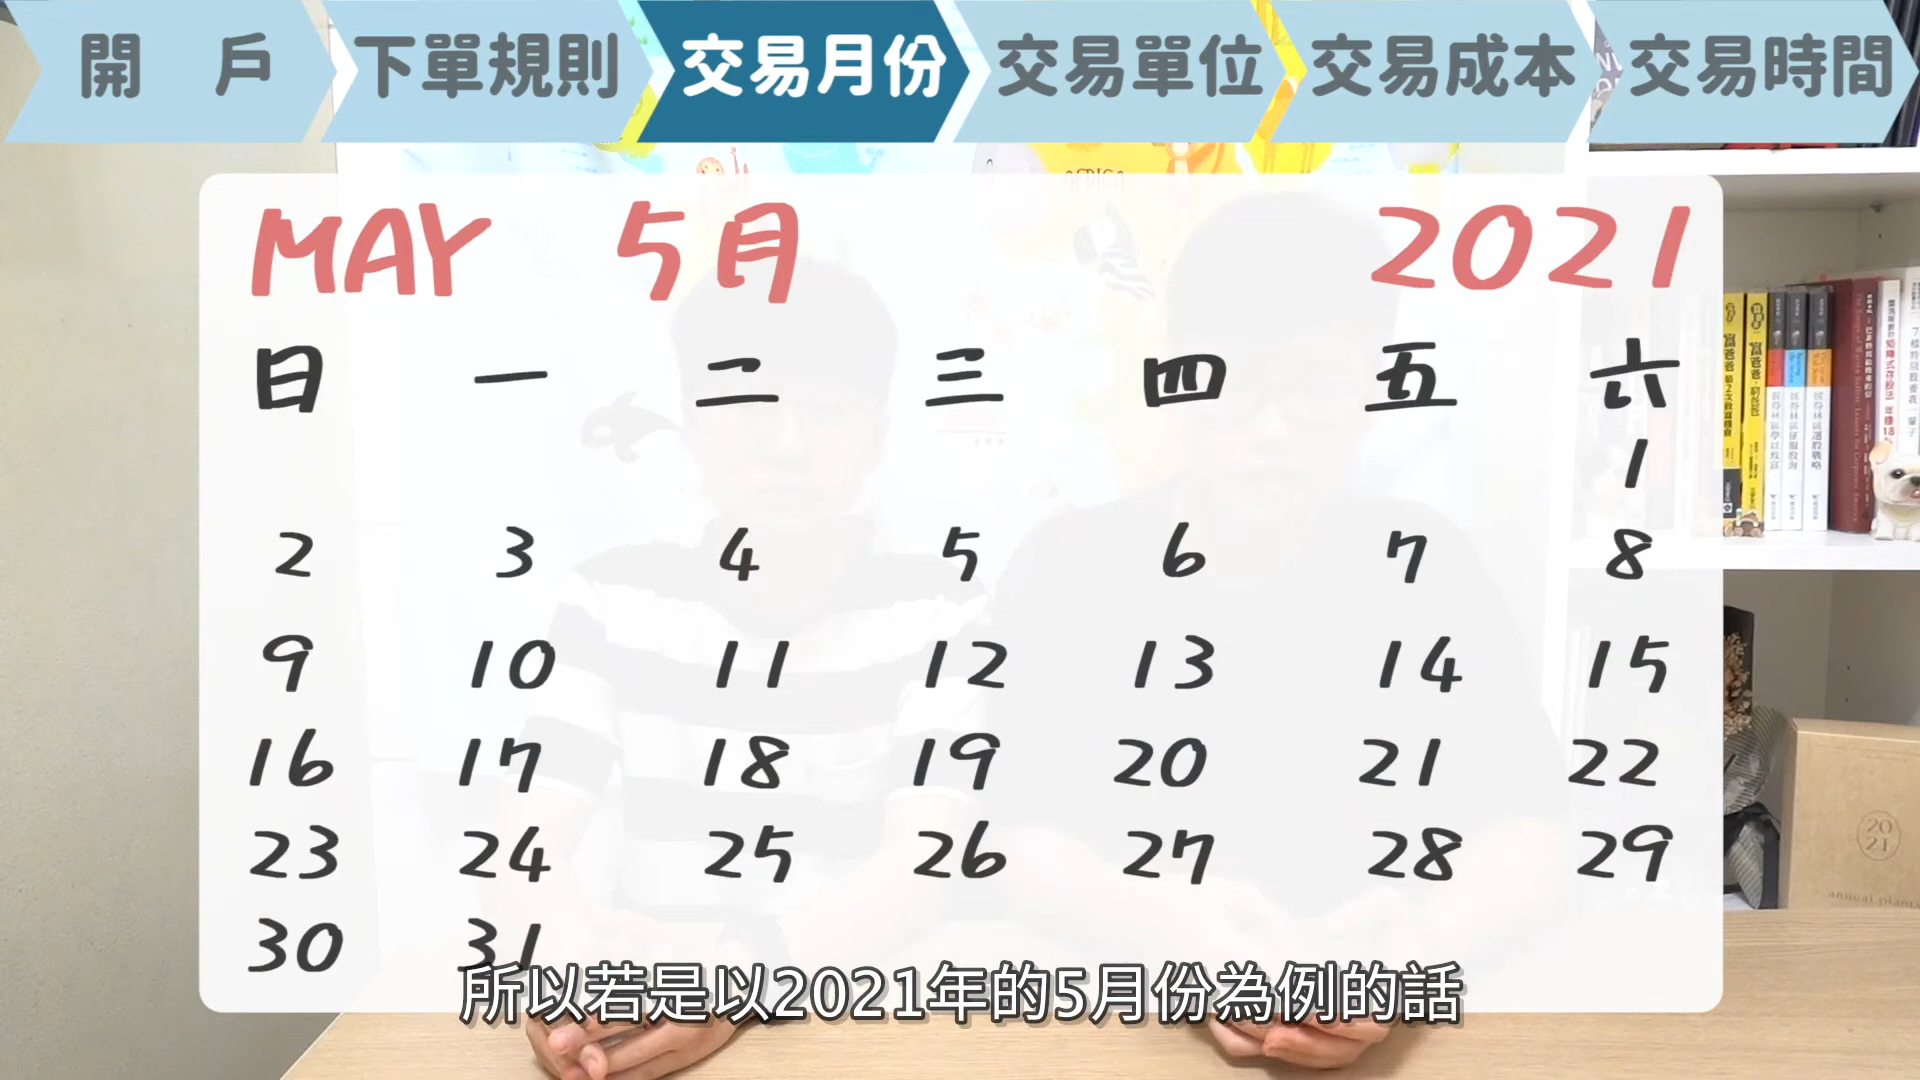 開 戶 下單規則 交易月份 交易單位 交易成本 交易時間
MAY 5月 2021
日 一 二 三 四 五 六
1
2 3 4 5 6 7 8
9 10 11 12 13 14 15
16 17 18 19 20 21 22
23 24 25 26 27 28 29
30 31
所以若是以2021年的5月份為例的話
20
21